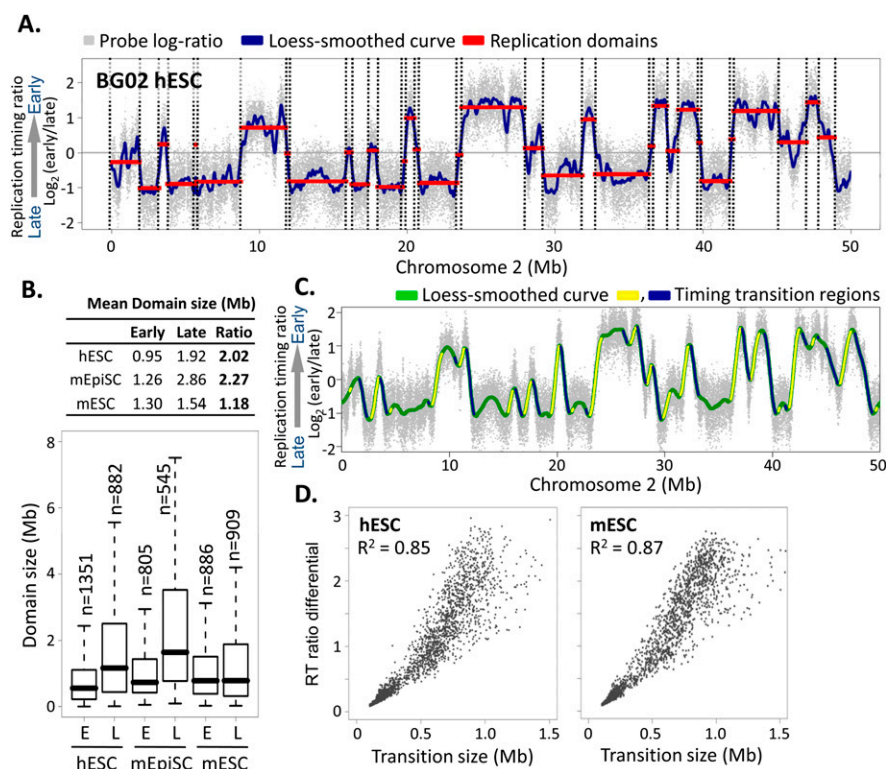 A.
Probe log-ratio Loess-smoothed curve Replication domains
BG02 hESC
Replication timing ratio
Late Early
Log2 (early/late)
2
1
0
-1
-2
0 10 20 30 40 50
Chromosome 2 (Mb)
B.
Mean Domain size (Mb)
Early Late Ratio
hESC 0.95 1.92 2.02
mEpiSC 1.26 2.86 2.27
mESC 1.30 1.54 1.18
Domain size (Mb)
8
6
4
2
0
n=1351
n=882
n=805
n=545
n=886
n=909
E L E L E L
hESC mEpiSC mESC
C.
Loess-smoothed curve , Timing transition regions
Replication timing ratio
Late Early
Log2 (early/late)
2
1
0
-1
-2
0 10 20 30 40 50
Chromosome 2 (Mb)
D.
RT ratio differential
3
2
1
0
hESC
R2 = 0.85
0 0.5 1.0 1.5
Transition size (Mb)
mESC
R2 = 0.87
0 0.5 1.0 1.5
Transition size (Mb)